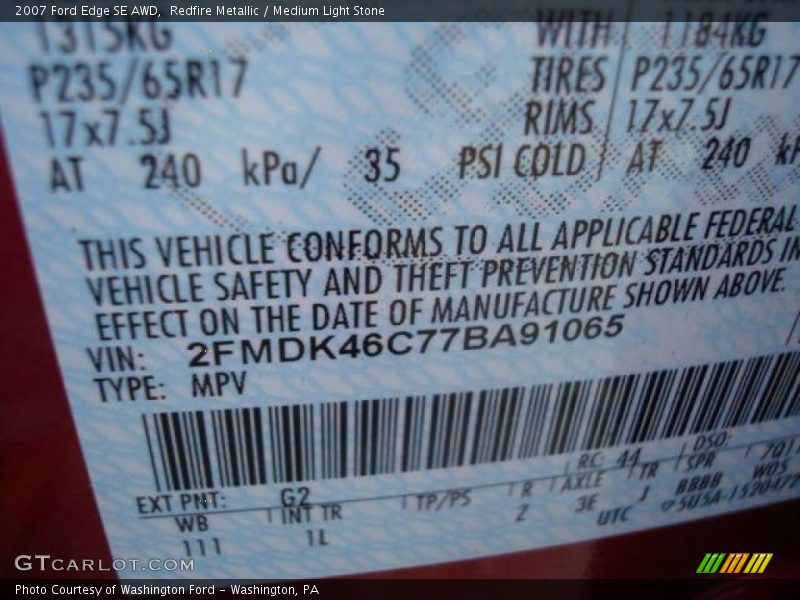 2007 Ford Edge SE AWD, Redfire Metallic / Medium Light Stone
1315KG WITH 1184KG
P235/65R17 TIRES P235/65R17
17x7.5J RIMS 17x7.5J
AT 240 kPa/ 35 PSI COLD AT 240
THIS VEHICLE CONFORMS TO ALL APPLICABLE FEDERAL
VEHICLE SAFETY AND THEFT PREVENTION STANDARDS IN
EFFECT ON THE DATE OF MANUFACTURE SHOWN ABOVE.
VIN: 2FMDK46C77BA91065
TYPE: MPV
EXT PNT: G2 RC: 44 DSO:
WB INT TR TP/PS R AXLE TR SPR
111 1L Z 3E J BBBB W05
UTC
GTCARLOT.COM
Photo Courtesy of Washington Ford - Washington, PA